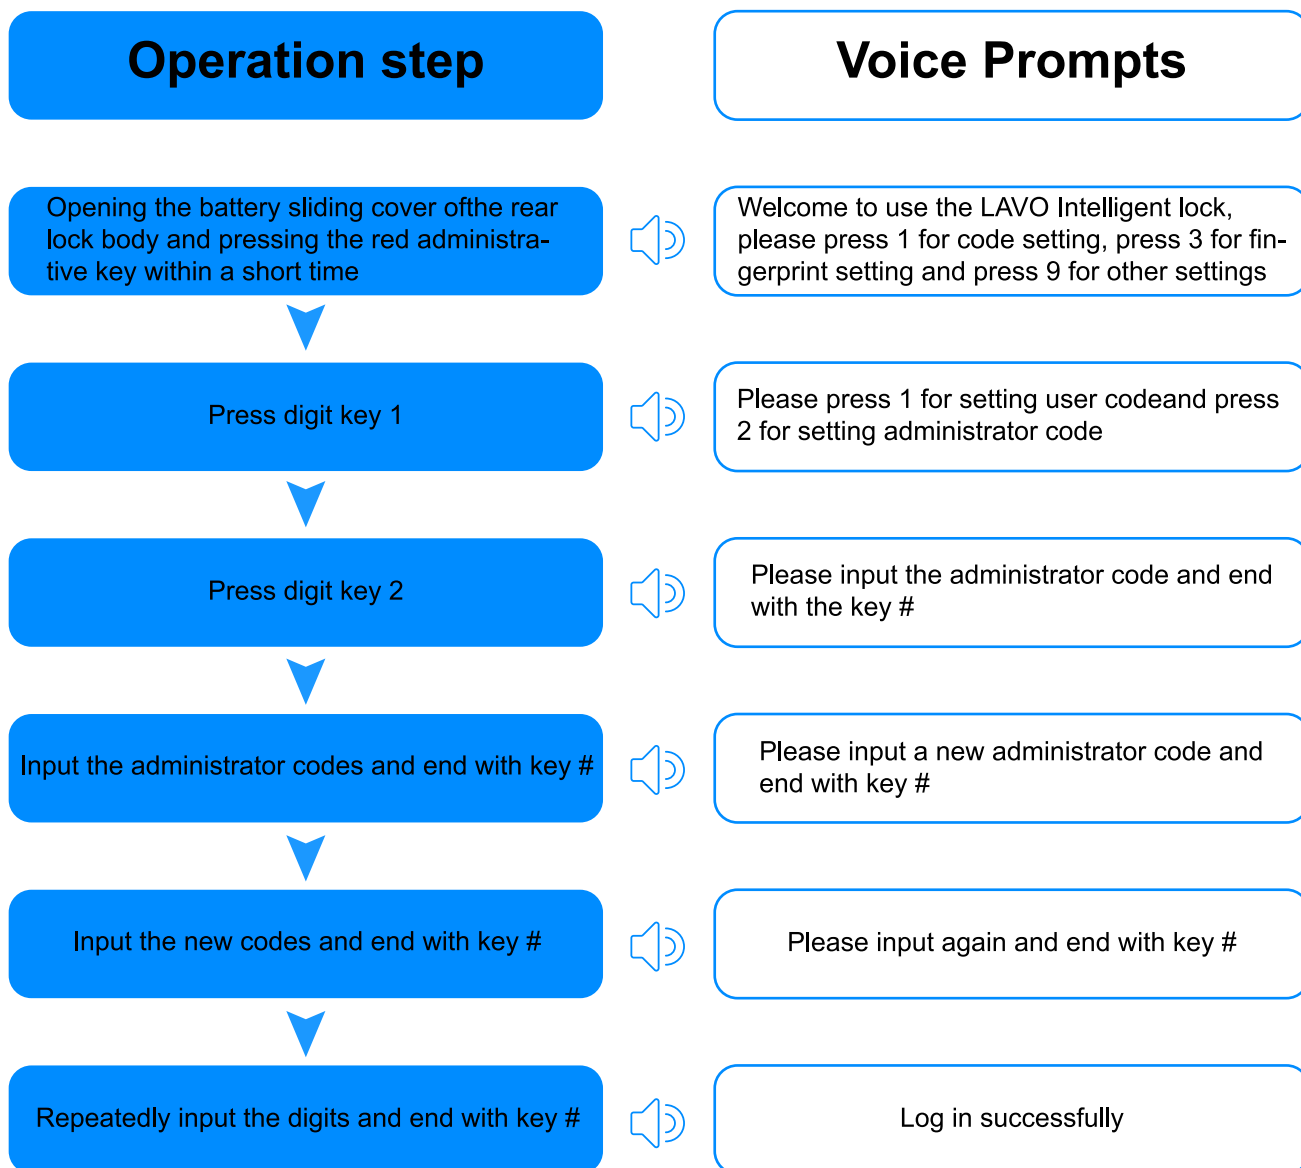 Operation step
Voice Prompts
Opening the battery sliding cover ofthe rear
lock body and pressing the red administra-
tive key within a short time
Welcome to use the LAVO Intelligent lock,
please press 1 for code setting, press 3 for fin-
gerprint setting and press 9 for other settings
Press digit key 1
Please press 1 for setting user codeand press
2 for setting administrator code
Press digit key 2
Please input the administrator code and end
with the key #
Input the administrator codes and end with key #
Please input a new administrator code and
end with key #
Input the new codes and end with key #
Please input again and end with key #
Repeatedly input the digits and end with key #
Log in successfully